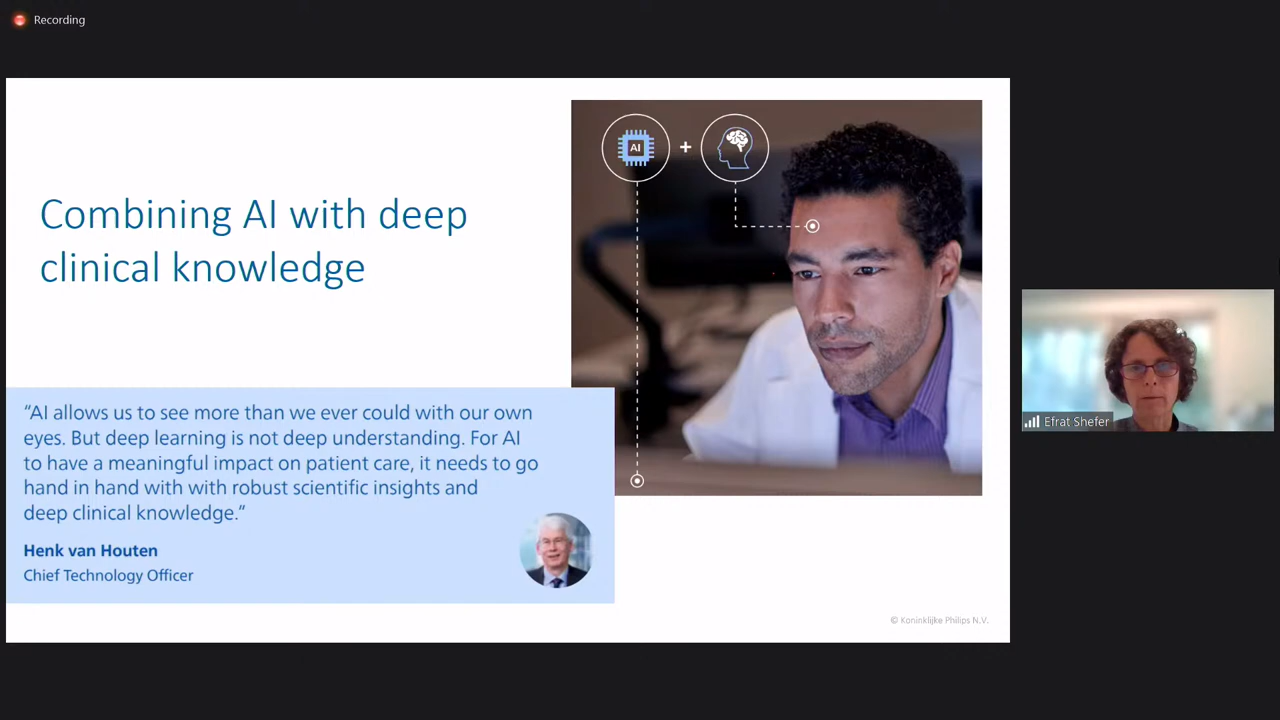 Recording
AI
Combining AI with deep
clinical knowledge
“AI allows us to see more than we ever could with our own
eyes. But deep learning is not deep understanding. For AI
to have a meaningful impact on patient care, it needs to go
hand in hand with with robust scientific insights and
deep clinical knowledge.“
Henk van Houten
Chief Technology Officer
© Koninklijke Philips N.V.
Efrat Shefer